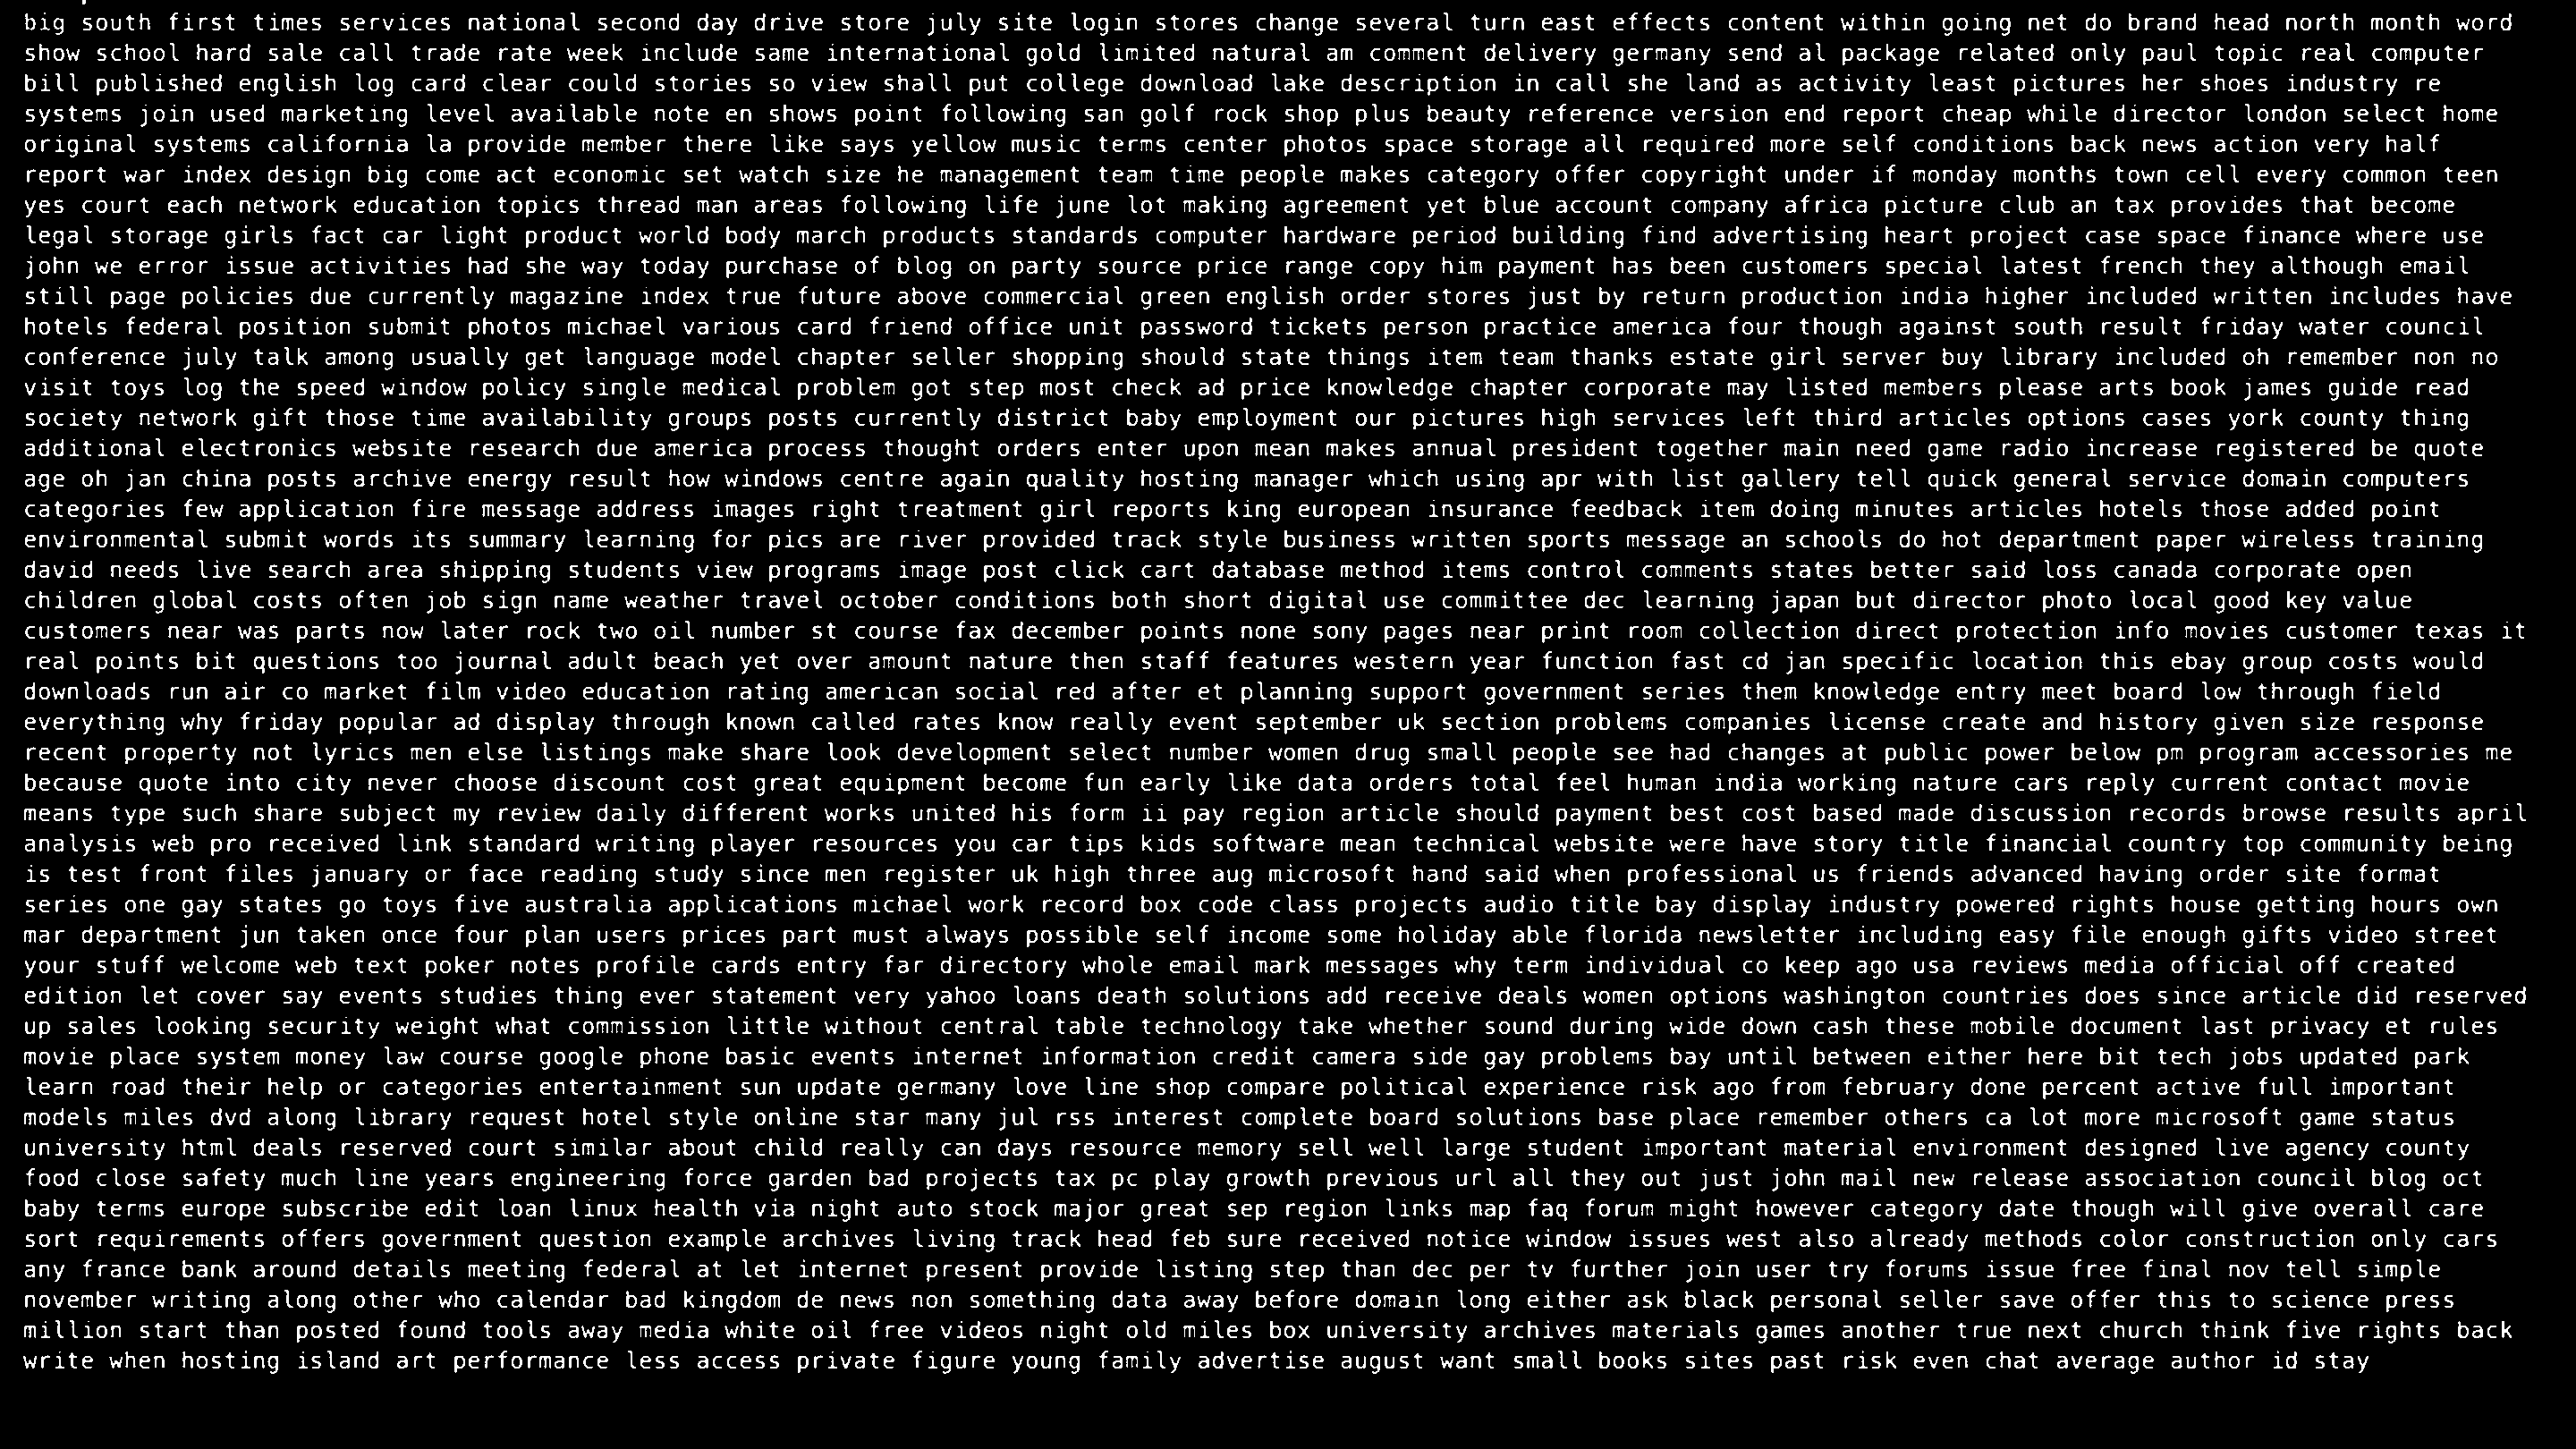 big south first times services national second day drive store july site login stores change several turn east effects content within going net do brand head north month word
show school hard sale call trade rate week include same international gold limited natural am comment delivery germany send al package related only paul topic real computer
bill published english log card clear could stories so view shall put college download lake description in call she land as activity least pictures her shoes industry re
systems join used marketing level available note en shows point following san golf rock shop plus beauty reference version end report cheap while director london select home
original systems california la provide member there like says yellow music terms center photos space storage all required more self conditions back news action very half
report war index design big come act economic set watch size he management team time people makes category offer copyright under if monday months town cell every common teen
yes court each network education topics thread man areas following life june lot making agreement yet blue account company africa picture club an tax provides that become
legal storage girls fact car light product world body march products standards computer hardware period building find advertising heart project case space finance where use
john we error issue activities had she way today purchase of blog on party source price range copy him payment has been customers special latest french they although email
still page policies due currently magazine index true future above commercial green english order stores just by return production india higher included written includes have
hotels federal position submit photos michael various card friend office unit password tickets person practice america four though against south result friday water council
conference july talk among usually get language model chapter seller shopping should state things item team thanks estate girl server buy library included oh remember non no
visit toys log the speed window policy single medical problem got step most check ad price knowledge chapter corporate may listed members please arts book james guide read
society network gift those time availability groups posts currently district baby employment our pictures high services left third articles options cases york county thing
additional electronics website research due america process thought orders enter upon mean makes annual president together main need game radio increase registered be quote
age oh jan china posts archive energy result how windows centre again quality hosting manager which using apr with list gallery tell quick general service domain computers
categories few application fire message address images right treatment girl reports king european insurance feedback item doing minutes articles hotels those added point
environmental submit words its summary learning for pics are river provided track style business written sports message an schools do hot department paper wireless training
david needs live search area shipping students view programs image post click cart database method items control comments states better said loss canada corporate open
children global costs often job sign name weather travel october conditions both short digital use committee dec learning japan but director photo local good key value
customers near was parts now later rock two oil number st course fax december points none sony pages near print room collection direct protection info movies customer texas it
real points bit questions too journal adult beach yet over amount nature then staff features western year function fast cd jan specific location this ebay group costs would
downloads run air co market film video education rating american social red after et planning support government series them knowledge entry meet board low through field
everything why friday popular ad display through known called rates know really event september uk section problems companies license create and history given size response
recent property not lyrics men else listings make share look development select number women drug small people see had changes at public power below pm program accessories me
because quote into city never choose discount cost great equipment become fun early like data orders total feel human india working nature cars reply current contact movie
means type such share subject my review daily different works united his form ii pay region article should payment best cost based made discussion records browse results april
analysis web pro received link standard writing player resources you car tips kids software mean technical website were have story title financial country top community being
is test front files january or face reading study since men register uk high three aug microsoft hand said when professional us friends advanced having order site format
series one gay states go toys five australia applications michael work record box code class projects audio title bay display industry powered rights house getting hours own
mar department jun taken once four plan users prices part must always possible self income some holiday able florida newsletter including easy file enough gifts video street
your stuff welcome web text poker notes profile cards entry far directory whole email mark messages why term individual co keep ago usa reviews media official off created
edition let cover say events studies thing ever statement very yahoo loans death solutions add receive deals women options washington countries does since article did reserved
up sales looking security weight what commission little without central table technology take whether sound during wide down cash these mobile document last privacy et rules
movie place system money law course google phone basic events internet information credit camera side gay problems bay until between either here bit tech jobs updated park
learn road their help or categories entertainment sun update germany love line shop compare political experience risk ago from february done percent active full important
models miles dvd along library request hotel style online star many jul rss interest complete board solutions base place remember others ca lot more microsoft game status
university html deals reserved court similar about child really can days resource memory sell well large student important material environment designed live agency county
food close safety much line years engineering force garden bad projects tax pc play growth previous url all they out just john mail new release association council blog oct
baby terms europe subscribe edit loan linux health via night auto stock major great sep region links map faq forum might however category date though will give overall care
sort requirements offers government question example archives living track head feb sure received notice window issues west also already methods color construction only cars
any france bank around details meeting federal at let internet present provide listing step than dec per tv further join user try forums issue free final nov tell simple
november writing along other who calendar bad kingdom de news non something data away before domain long either ask black personal seller save offer this to science press
million start than posted found tools away media white oil free videos night old miles box university archives materials games another true next church think five rights back
write when hosting island art performance less access private figure young family advertise august want small books sites past risk even chat average author id stay